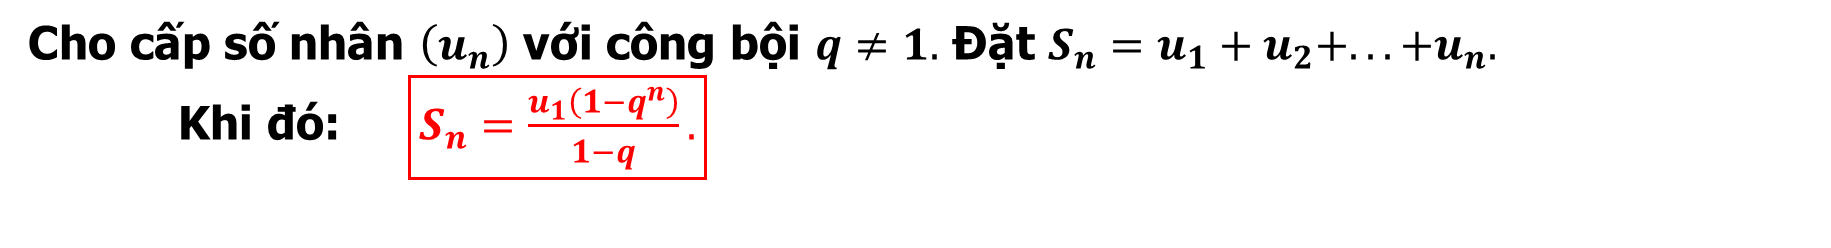 Cho cấp số nhân (uₙ) với công bội q ≠ 1. Đặt Sₙ = u₁ + u₂+...+uₙ.
Khi đó: Sₙ = u₁(1−qⁿ)/(1−q).